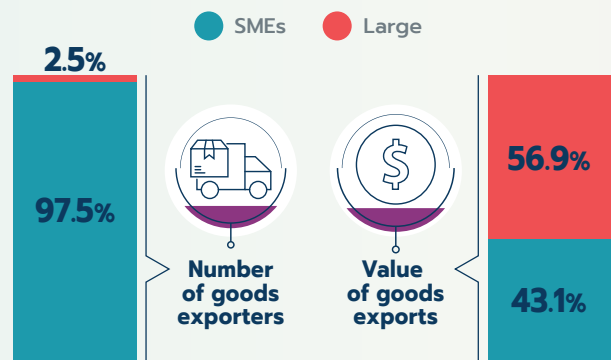 SMEs Large
2.5%
97.5%
Number
of goods
exporters
$
Value
of goods
exports
56.9%
43.1%